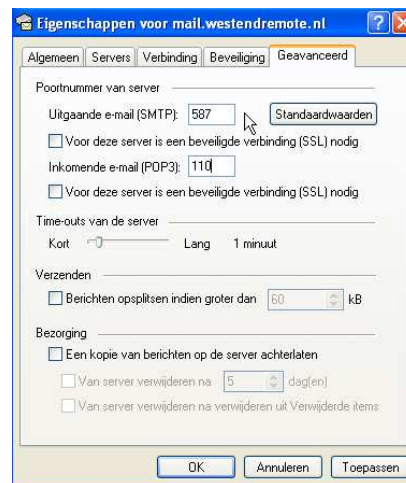 Eigenschappen voor mail.westendremote.nl
Algemeen Servers Verbinding Beveiliging Geavanceerd
Poortnummer van server
Uitgaande e-mail (SMTP): 587 Standaardwaarden
Voor deze server is een beveiligde verbinding (SSL) nodig
Inkomende e-mail (POP3): 110
Voor deze server is een beveiligde verbinding (SSL) nodig
Time-outs van de server
Kort Lang 1 minuut
Verzenden
Berichten opsplitsen indien groter dan 60 kB
Bezorging
Een kopie van berichten op de server achterlaten
Van server verwijderen na 5 dag(en)
Van server verwijderen na verwijderen uit Verwijderde items
OK Annuleren Toepassen